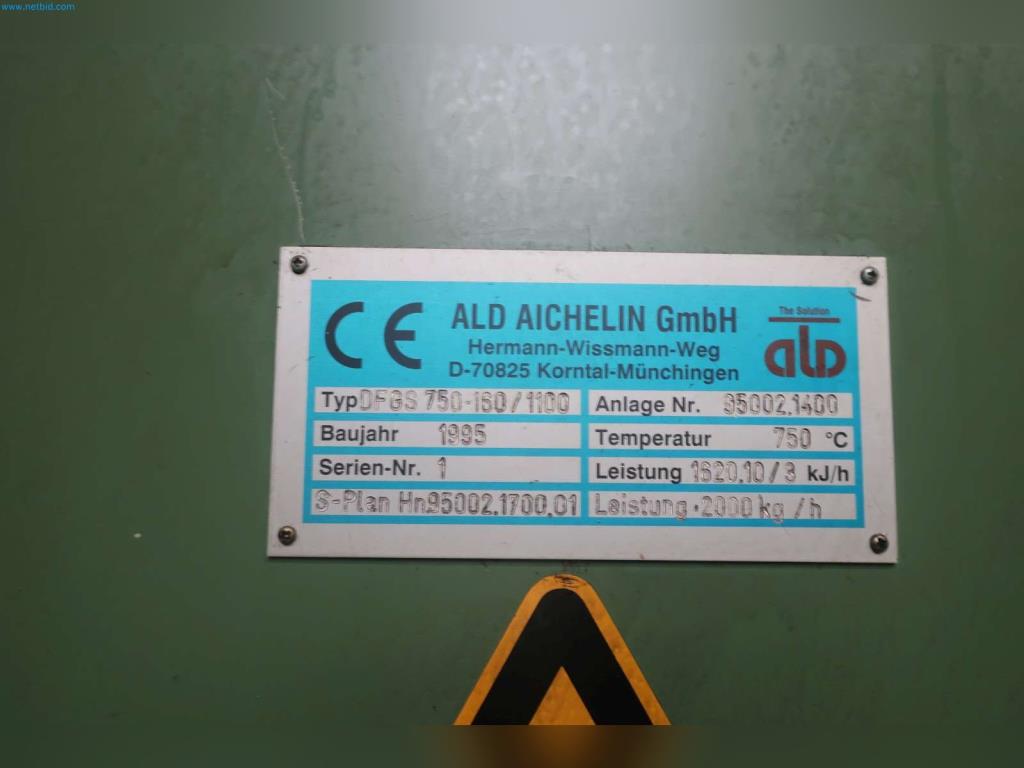 www.netbid.com
CE
ALD AICHELIN GmbH
Hermann-Wissmann-Weg
D-70825 Korntal-Münchingen
The Solution
ALD
Typ DFGS 750-160/1100
Anlage Nr. 95002.1400
Baujahr 1995
Temperatur 750 °C
Serien-Nr. 1
Leistung 1620.10/3 kJ/h
S-Plan Hn95002.1700.01
Leistung · 2000 kg/h